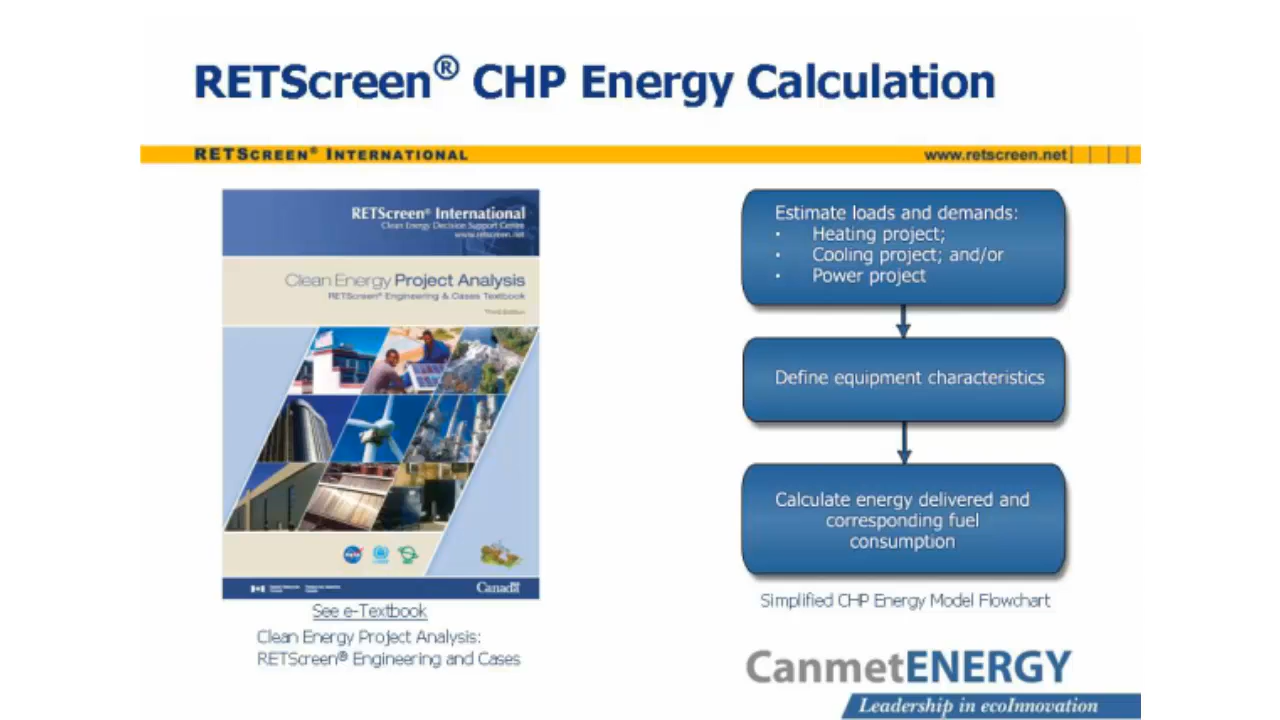 RETScreen® CHP Energy Calculation
RETSCREEN® INTERNATIONAL
www.retscreen.net
RETScreen® International
Clean Energy Decision Support Centre
www.retscreen.net
Clean Energy Project Analysis
RETScreen® Engineering & Cases Textbook
Third Edition
Canada
See e-Textbook
Clean Energy Project Analysis:
RETScreen® Engineering and Cases
Estimate loads and demands:
• Heating project;
• Cooling project; and/or
• Power project
Define equipment characteristics
Calculate energy delivered and
corresponding fuel
consumption
Simplified CHP Energy Model Flowchart
CanmetENERGY
Leadership in ecoInnovation